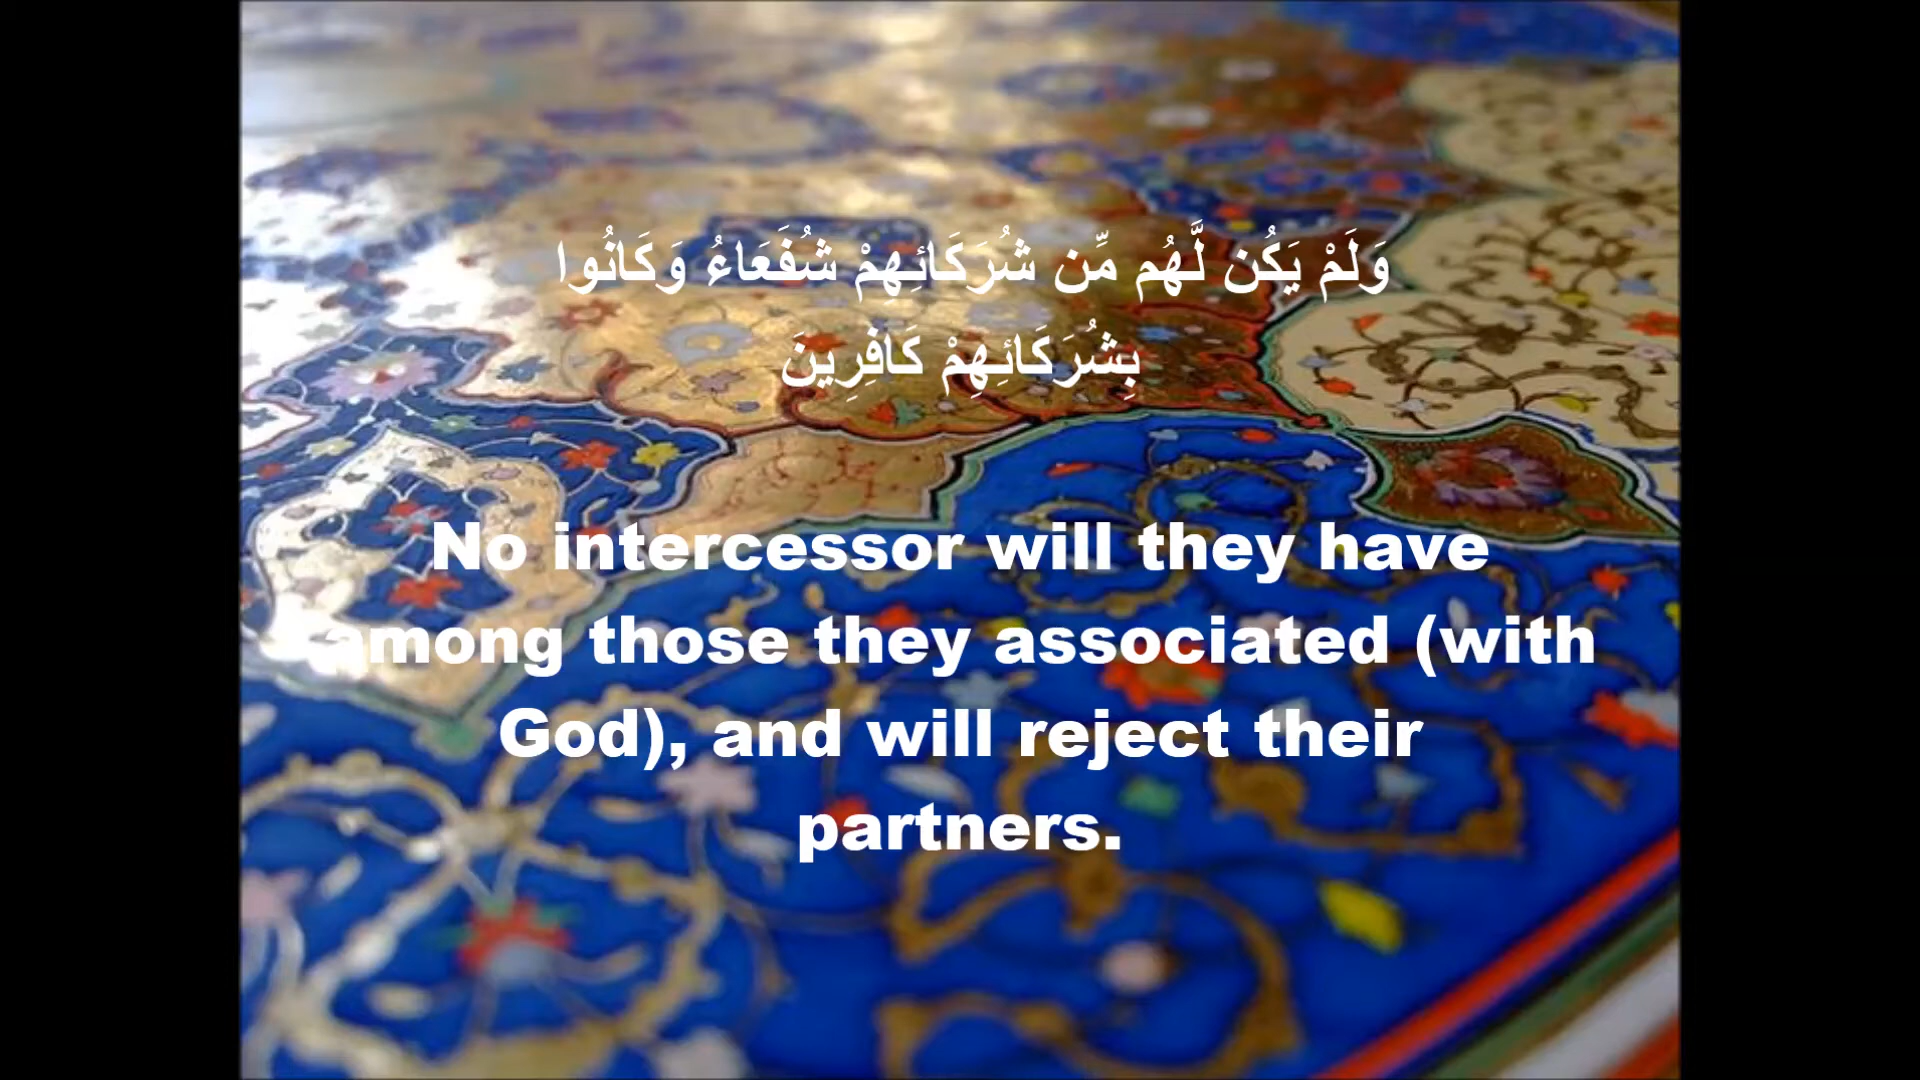 وَلَمْ يَكُن لَّهُم مِّن شُرَكَائِهِمْ شُفَعَاءُ وَكَانُوا
بِشُرَكَائِهِمْ كَافِرِينَ
No intercessor will they have
among those they associated (with
God), and will reject their
partners.